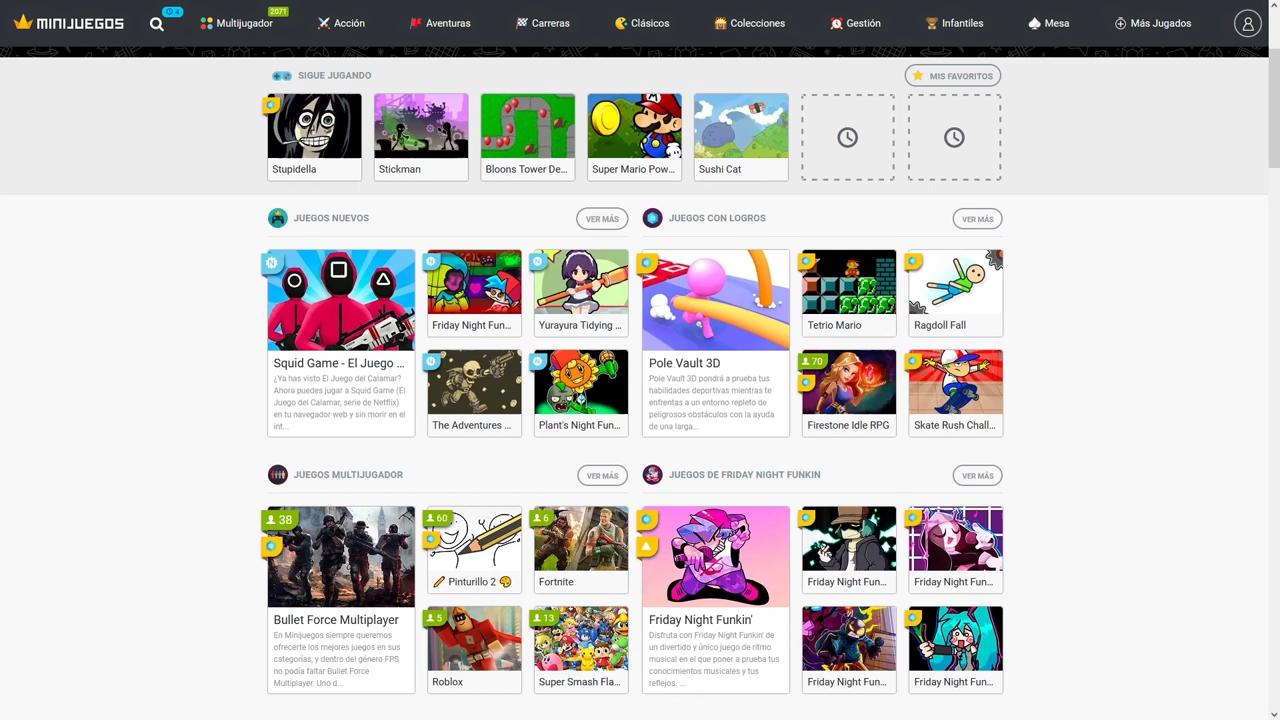 MINIJUEGOS
4
Multijugador
2071
Acción
Aventuras
Carreras
Clásicos
Colecciones
Gestión
Infantiles
Mesa
Más Jugados
SIGUE JUGANDO
MIS FAVORITOS
Stupidella
Stickman
Bloons Tower De...
Super Mario Pow...
Sushi Cat
JUEGOS NUEVOS
VER MÁS
N
Squid Game - El Juego ...
¿Ya has visto El Juego del Calamar?
Ahora puedes jugar a Squid Game (El
Juego del Calamar, serie de Netflix)
en tu navegador web y sin morir en el
int...
N
Friday Night Fun...
N
Yurayura Tidying ...
N
The Adventures ...
N
Plant's Night Fun...
JUEGOS CON LOGROS
VER MÁS
Pole Vault 3D
Pole Vault 3D pondrá a prueba tus
habilidades deportivas mientras te
enfrentas a un entorno repleto de
peligrosos obstáculos con la ayuda
de una larga...
Tetrio Mario
Ragdoll Fall
70
Firestone Idle RPG
Skate Rush Chall...
JUEGOS MULTIJUGADOR
VER MÁS
38
Bullet Force Multiplayer
En Minijuegos siempre queremos
ofrecerte los mejores juegos en sus
categorías, y dentro del género FPS
no podía faltar Bullet Force
Multiplayer. Uno d...
60
Pinturillo 2
6
Fortnite
5
Roblox
13
Super Smash Fla...
JUEGOS DE FRIDAY NIGHT FUNKIN
VER MÁS
Friday Night Funkin'
Disfruta con Friday Night Funkin' de
un divertido y único juego de ritmo
musical en el que poner a prueba tus
conocimientos musicales y tus
reflejos. ...
Friday Night Fun...
Friday Night Fun...
Friday Night Fun...
Friday Night Fun...